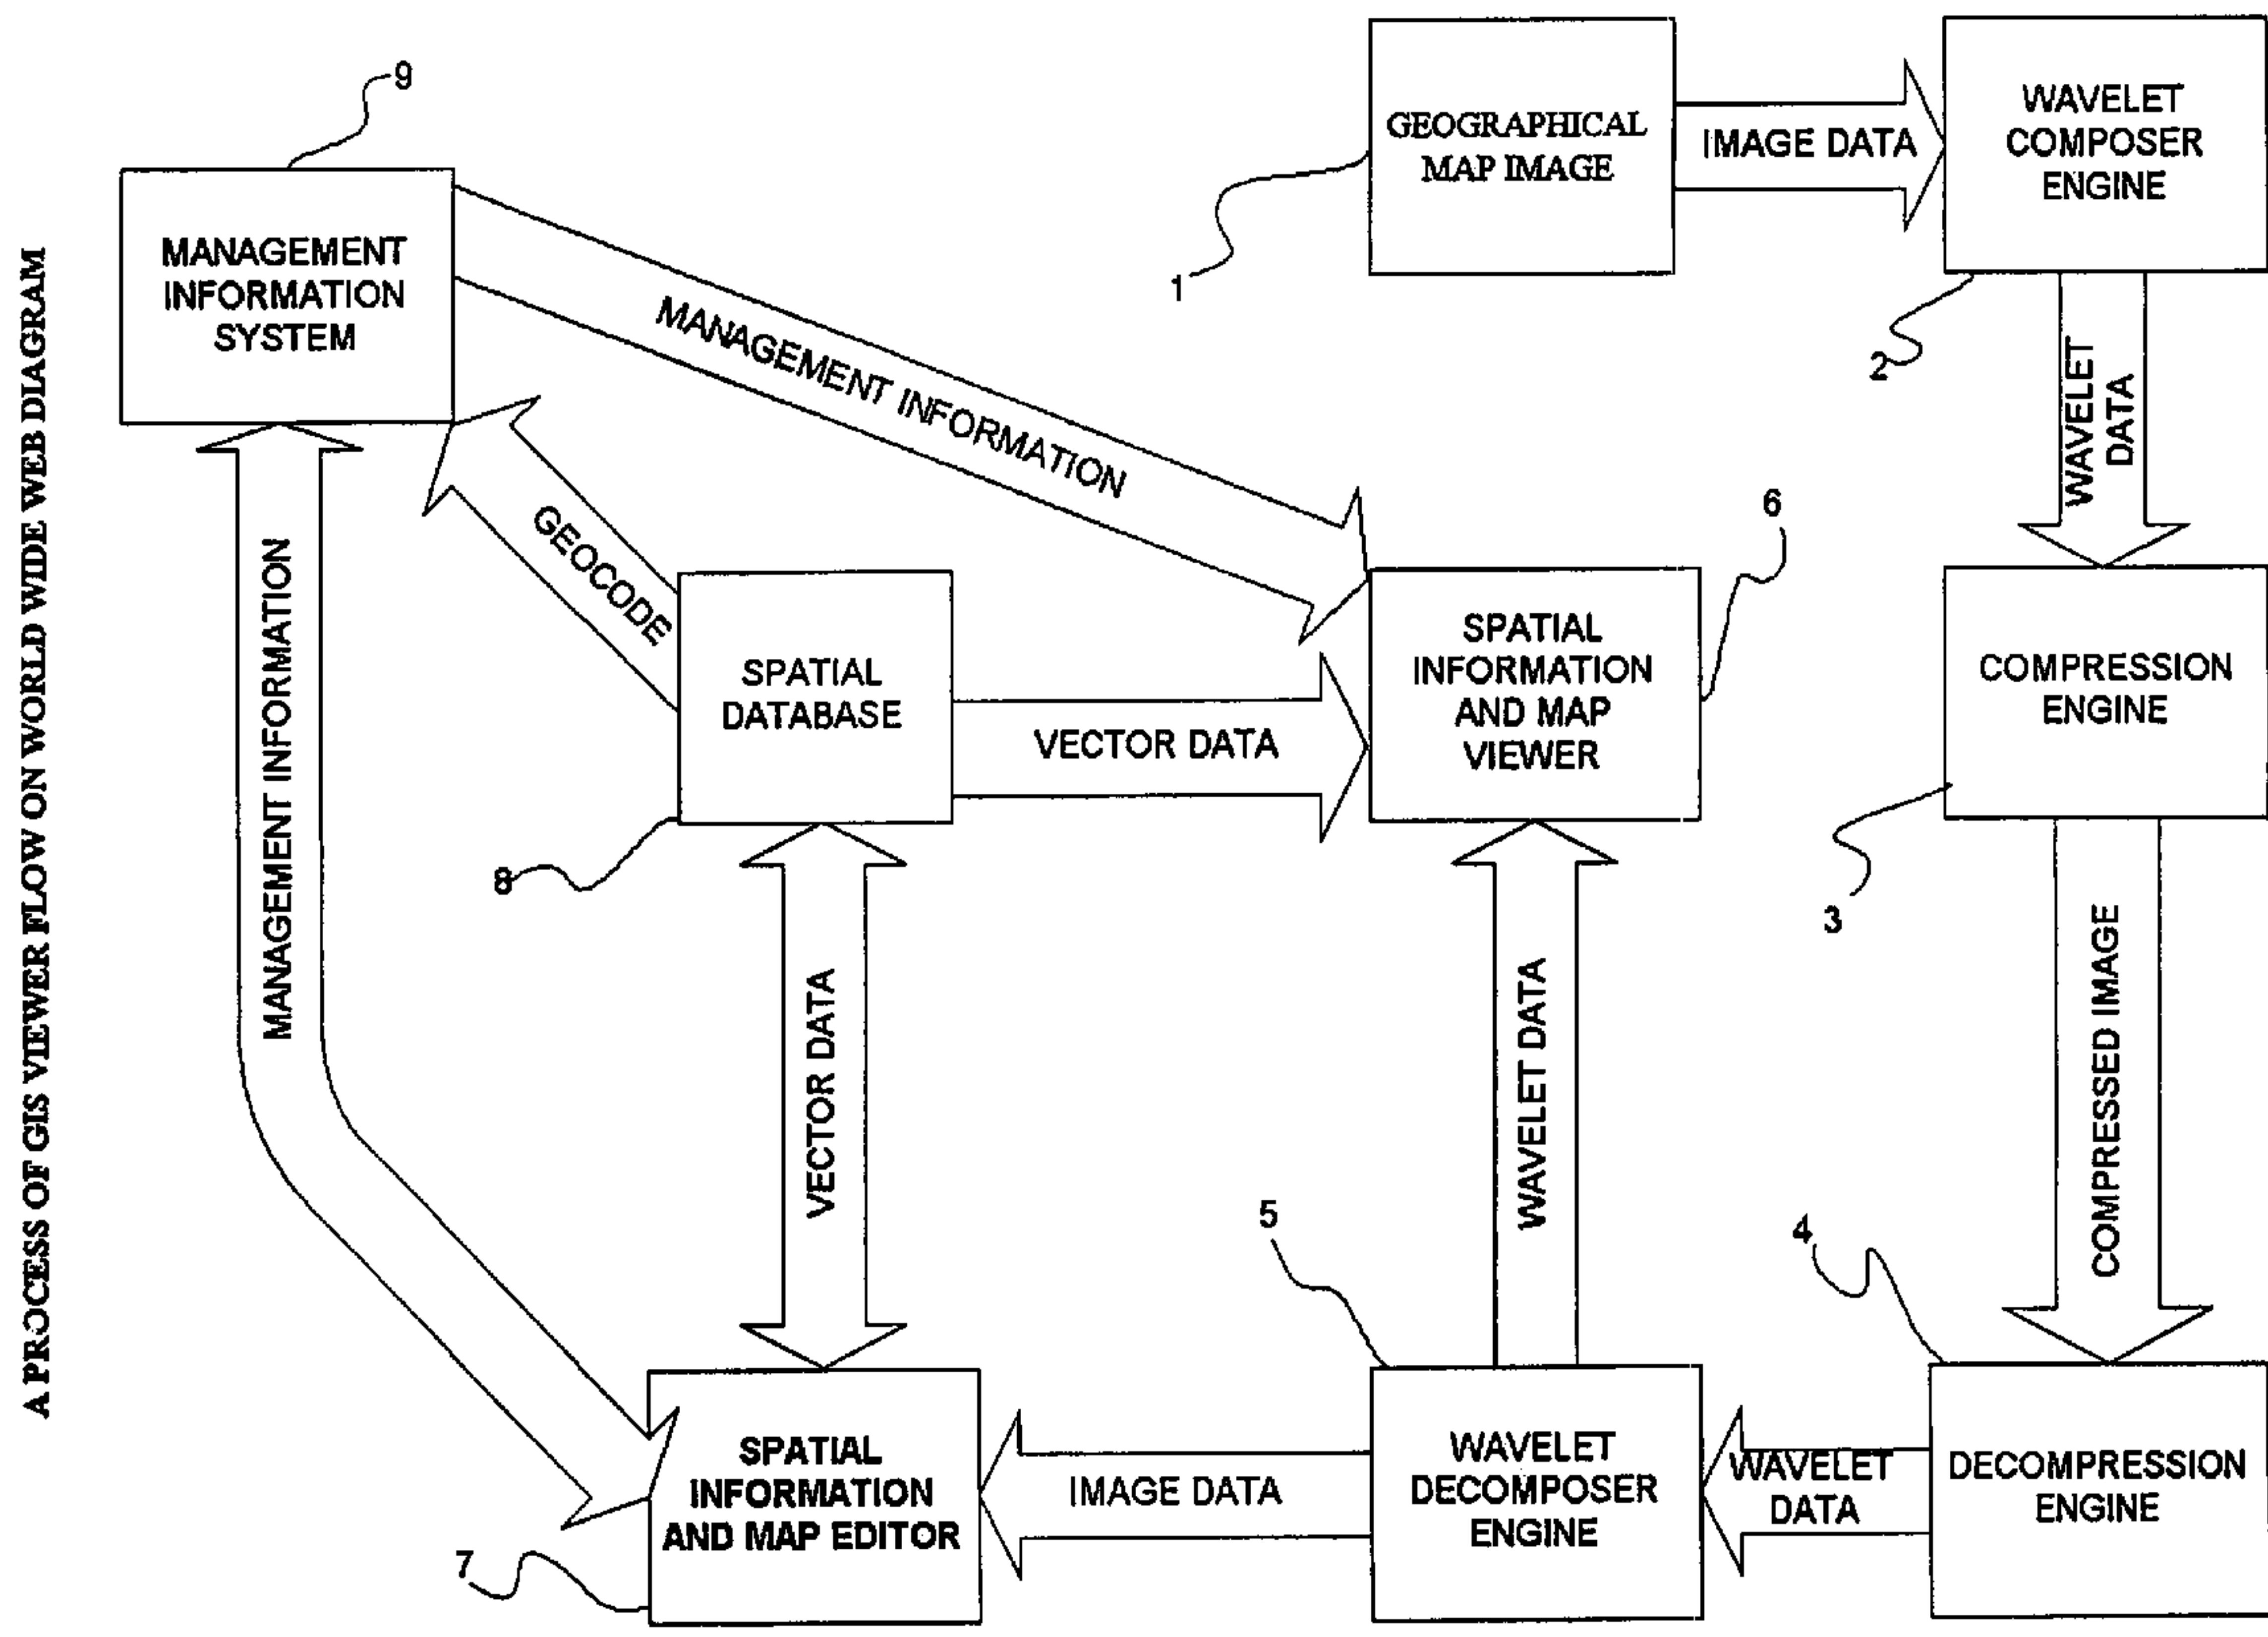 A PROCESS OF GIS VIEWER FLOW ON WORLD WIDE WEB DIAGRAM
9
MANAGEMENT
INFORMATION
SYSTEM
1
GEOGRAPHICAL
MAP IMAGE
IMAGE DATA
WAVELET
COMPOSER
ENGINE
2
WAVELET
DATA
MANAGEMENT INFORMATION
GEOCODE
MANAGEMENT INFORMATION
6
SPATIAL
DATABASE
8
VECTOR DATA
SPATIAL
INFORMATION
AND MAP
VIEWER
COMPRESSION
ENGINE
3
COMPRESSED IMAGE
VECTOR DATA
WAVELET DATA
5
4
7
SPATIAL
INFORMATION
AND MAP EDITOR
IMAGE DATA
WAVELET
DECOMPOSER
ENGINE
WAVELET
DATA
DECOMPRESSION
ENGINE